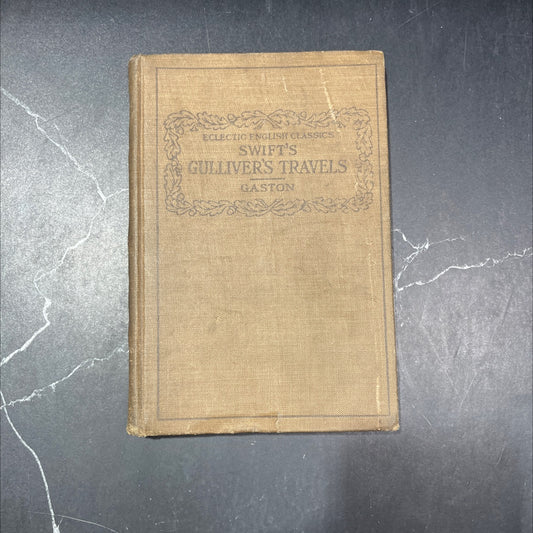 ECLECTIC ENGLISH CLASSICS
SWIFT'S
GULLIVER'S TRAVELS
GASTON